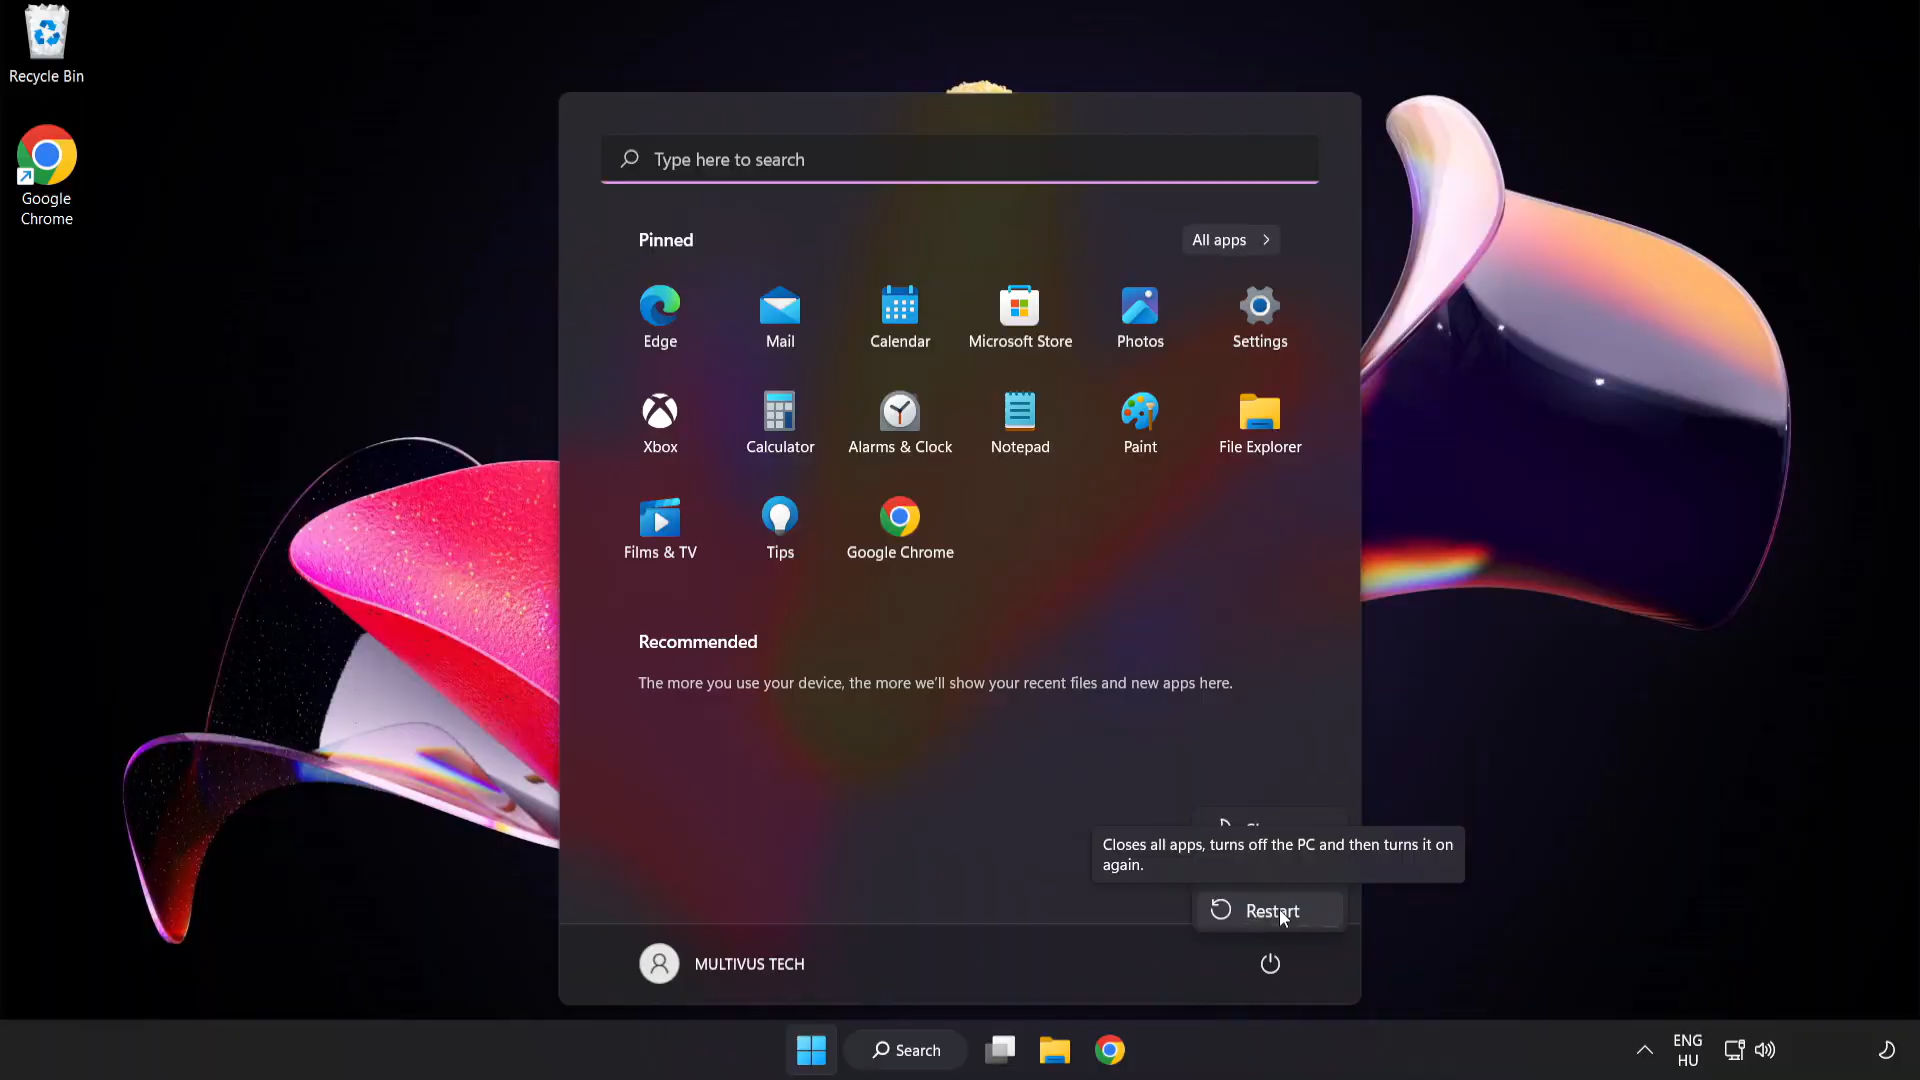 Recycle Bin
Google
Chrome
Type here to search
Pinned
All apps
Edge
Mail
Calendar
Microsoft Store
Photos
Settings
Xbox
Calculator
Alarms & Clock
Notepad
Paint
File Explorer
Films & TV
Tips
Google Chrome
Recommended
The more you use your device, the more we'll show your recent files and new apps here.
Closes all apps, turns off the PC and then turns it on
again.
Restart
MULTIVUS TECH
Search
ENG
HU